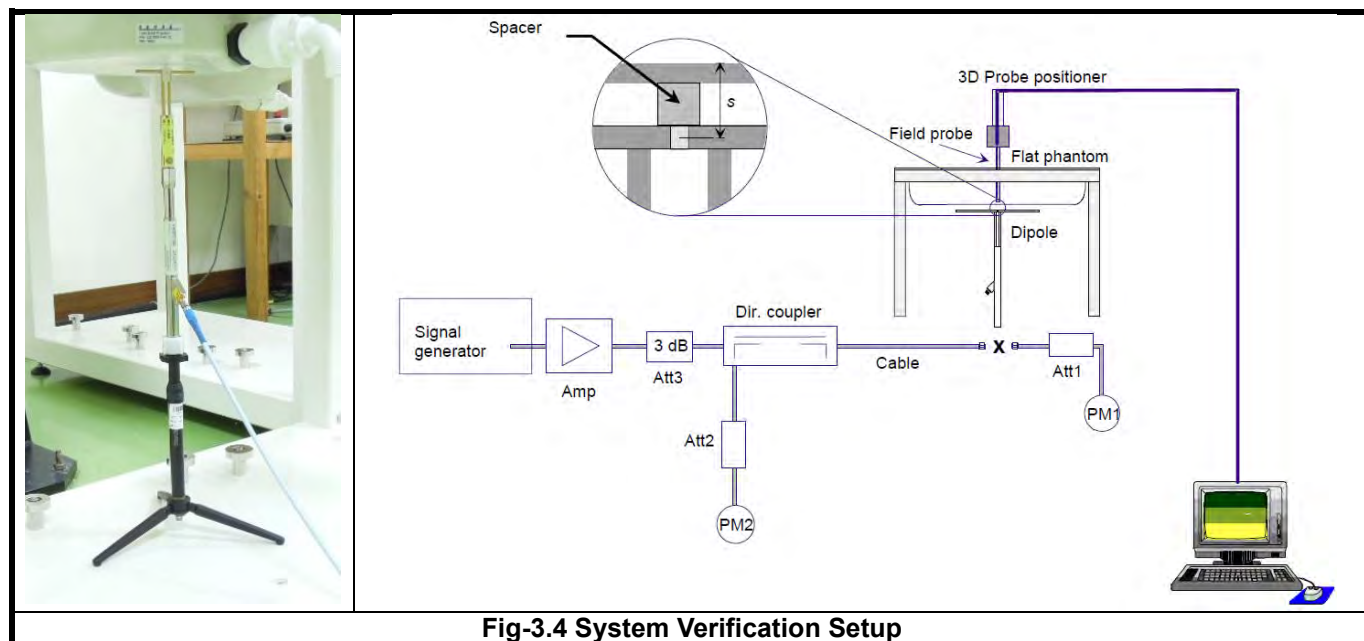 Spacer
s
3D Probe positioner
Field probe
Flat phantom
Dipole
Signal
generator
Amp
3 dB
Att3
Dir. coupler
Cable
X
Att1
PM1
Att2
PM2
Fig-3.4 System Verification Setup